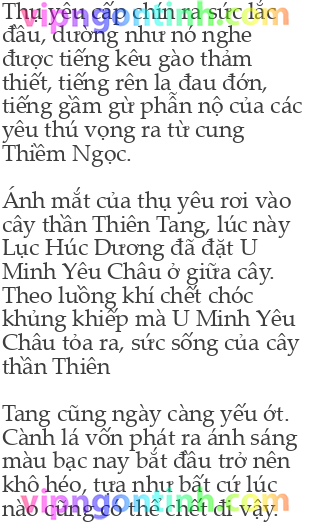 Thụ yêu cấp chín ra sức lắc
đầu, dường như nó nghe
được tiếng kêu gào thảm
thiết, tiếng rên la đau đớn,
tiếng gầm gừ phẫn nộ của các
yêu thú vọng ra từ cung
Thiềm Ngọc.
Ánh mắt của thụ yêu rơi vào
cây thần Thiên Tang, lúc này
Lục Húc Dương đã đặt U
Minh Yêu Châu ở giữa cây.
Theo luồng khí chết chóc
khủng khiếp mà U Minh Yêu
Châu tỏa ra, sức sống của cây
thần Thiên
Tang cũng ngày càng yếu ớt.
Cành lá vốn phát ra ánh sáng
màu bạc nay bắt đầu trở nên
khô héo, tựa như bất cứ lúc
nào cũng có thể chết đi vậy.
vipngontinh.com
vipngontinh.com